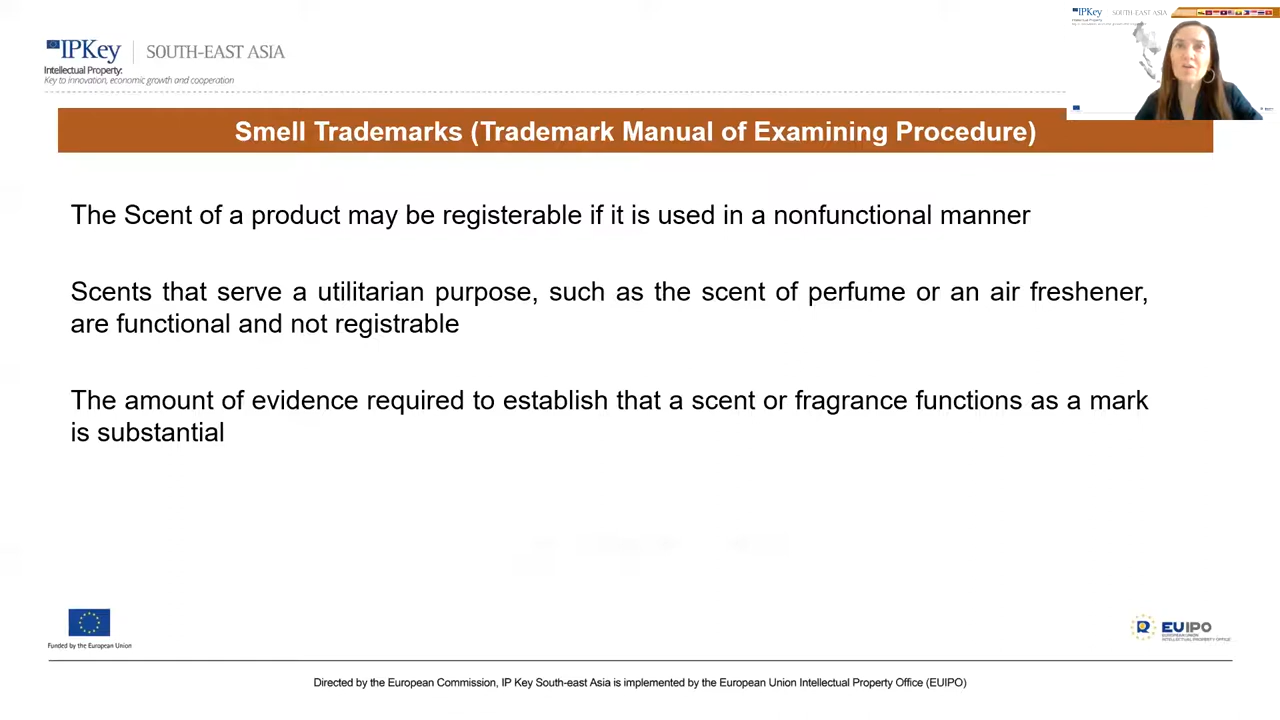 IPKey
SOUTH-EAST ASIA
Intellectual Property:
Key to innovation, economic growth and cooperation
IPKey
SOUTH-EAST ASIA
Smell Trademarks (Trademark Manual of Examining Procedure)
The Scent of a product may be registerable if it is used in a nonfunctional manner
Scents that serve a utilitarian purpose, such as the scent of perfume or an air freshener,
are functional and not registrable
The amount of evidence required to establish that a scent or fragrance functions as a mark
is substantial
Funded by the European Union
EUIPO
EUROPEAN UNION
INTELLECTUAL PROPERTY OFFICE
Directed by the European Commission, IP Key South-east Asia is implemented by the European Union Intellectual Property Office (EUIPO)